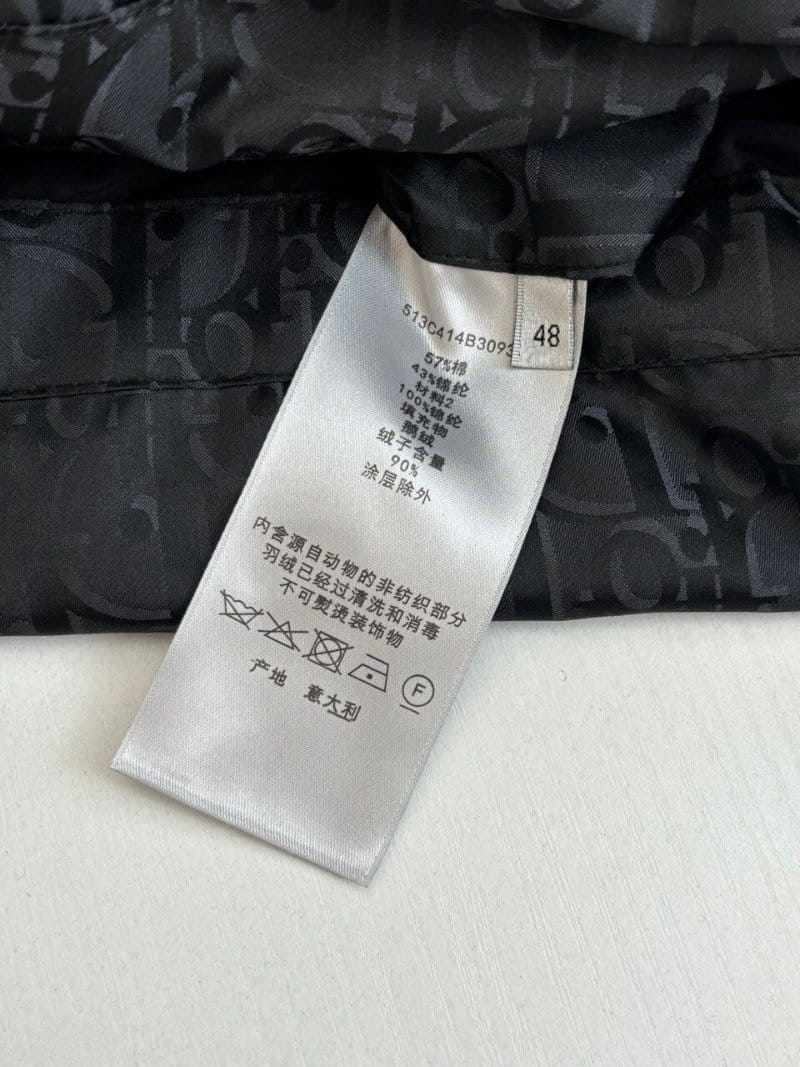 513C414B3093
48
57%棉
43%锦纶
材料2
100%锦纶
填充物
鹅绒
绒子含量
90%
涂层除外
内含源自动物的非纺织部分
羽绒已经过清洗和消毒
不可熨烫装饰物
F
产地 意大利